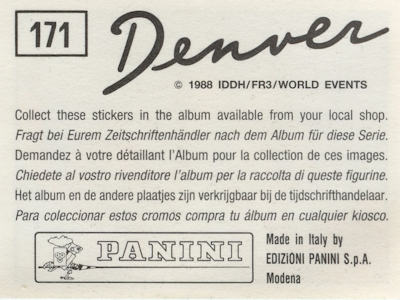 171
Denver
© 1988 IDDH/FR3/WORLD EVENTS
Collect these stickers in the album available from your local shop.
Fragt bei Eurem Zeitschriftenhändler nach dem Album für diese Serie.
Demandez à votre détaillant l'Album pour la collection de ces images.
Chiedete al vostro rivenditore l'album per la raccolta di queste figurine.
Het album en de andere plaatjes zijn verkrijgbaar bij de tijdschrifthandelaar.
Para coleccionar estos cromos compra tu álbum en cualquier kiosco.
PANINI
Made in Italy by
EDIZIONI PANINI S.p.A.
Modena